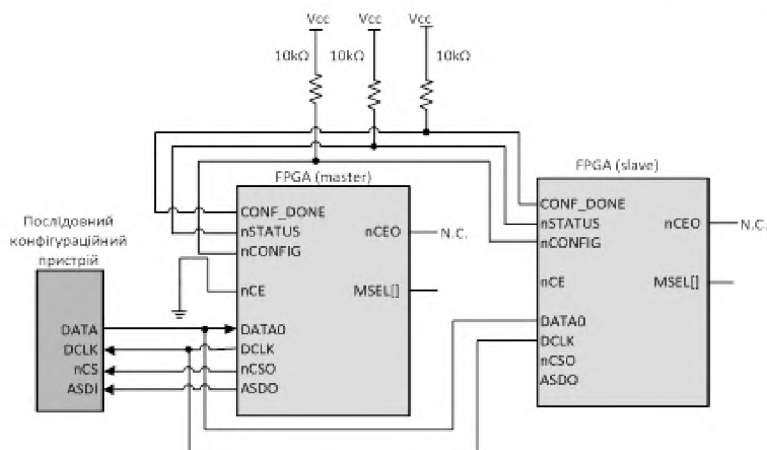 Vcc Vcc Vcc
10kΩ 10kΩ 10kΩ
FPGA (master)
CONF_DONE
nSTATUS
nCONFIG
nCE
DATA0
DCLK
nCSO
ASDO
nCEO
N.C.
MSEL[]
FPGA (slave)
CONF_DONE
nSTATUS
nCONFIG
nCE
DATA0
DCLK
nCSO
ASDO
nCEO
N.C.
MSEL[]
Послідовний
конфігураційний
пристрій
DATA
DCLK
nCS
ASDI